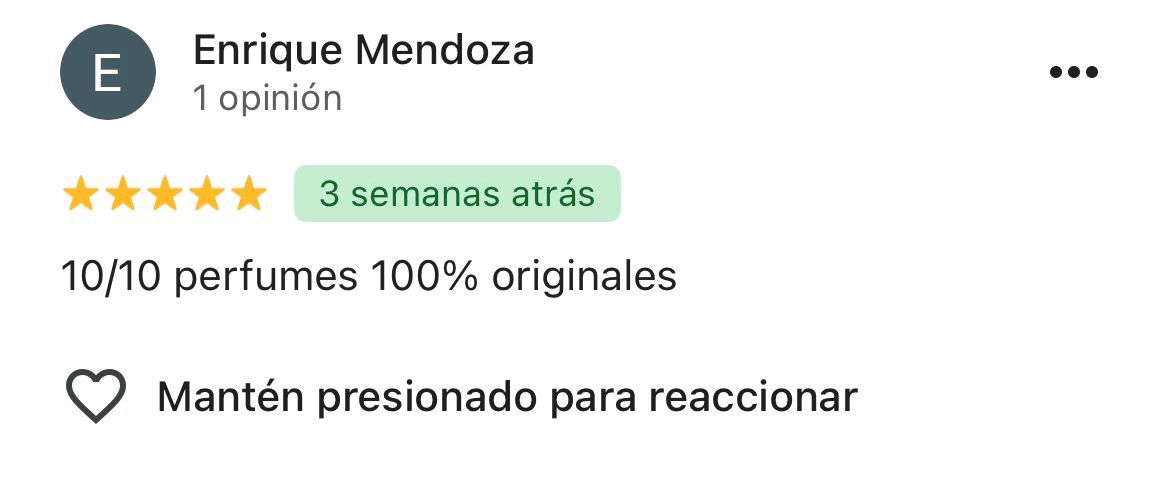 E
Enrique Mendoza
1 opinión
3 semanas atrás
10/10 perfumes 100% originales
Mantén presionado para reaccionar